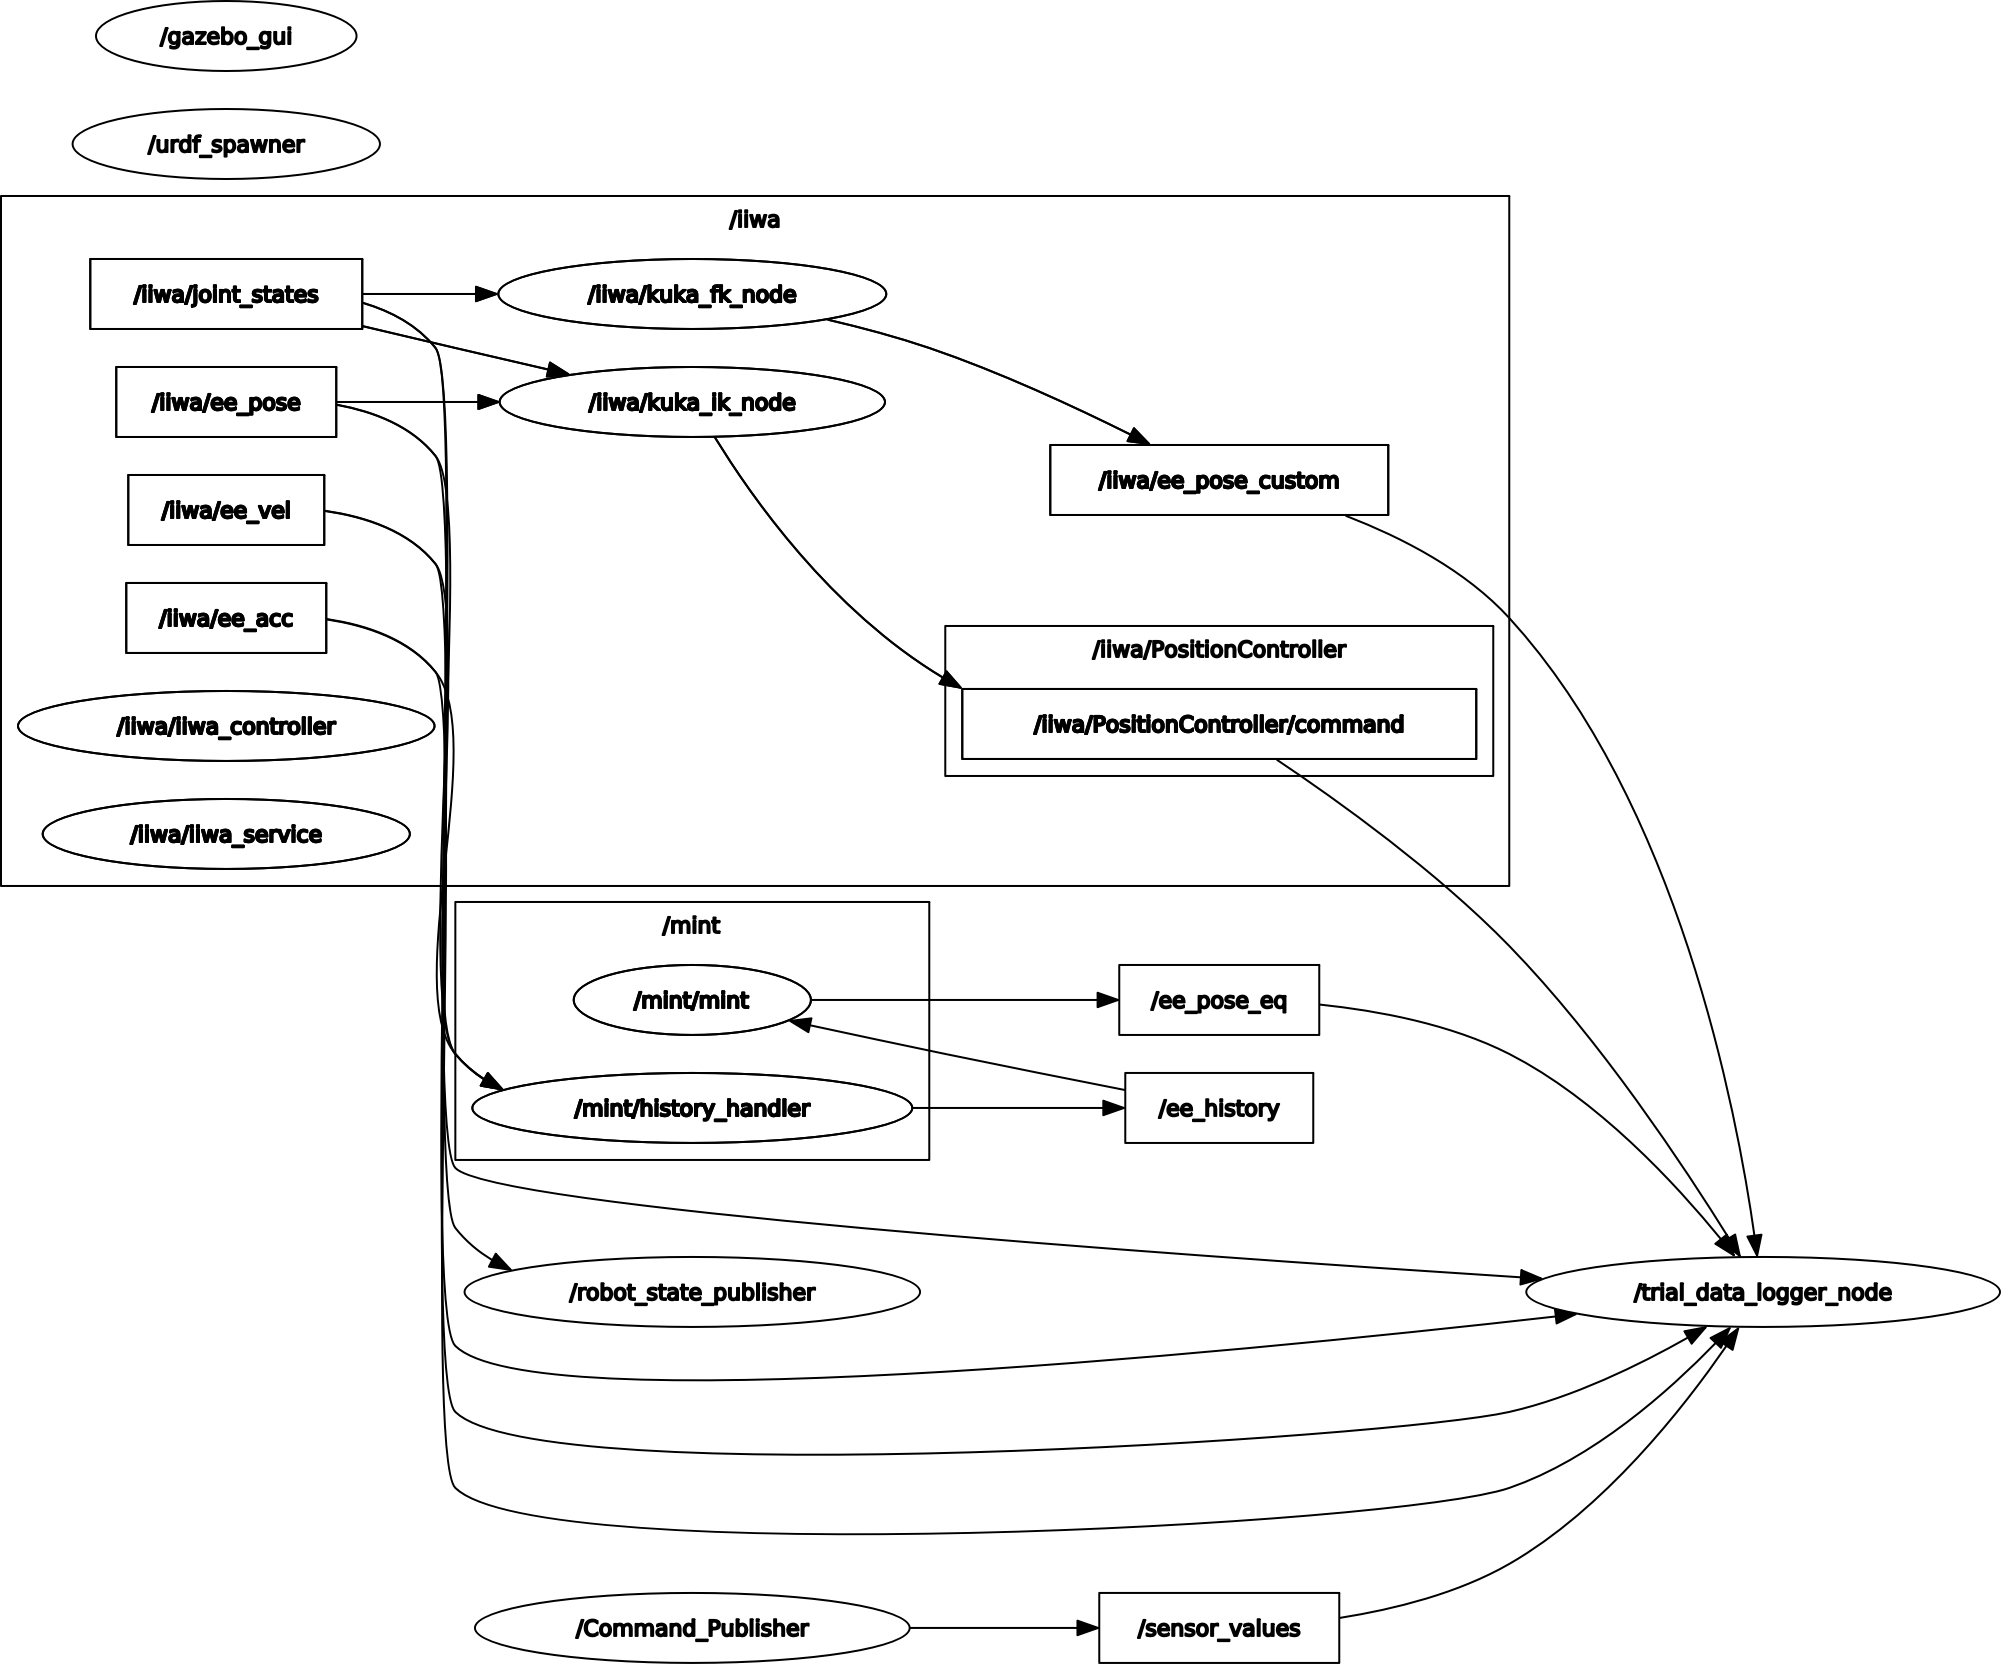 /gazebo_gui
/urdf_spawner
/iiwa
/iiwa/joint_states
/iiwa/kuka_fk_node
/iiwa/ee_pose
/iiwa/kuka_ik_node
/iiwa/ee_pose_custom
/iiwa/ee_vel
/iiwa/ee_acc
/iiwa/PositionController
/iiwa/PositionController/command
/iiwa/iiwa_controller
/iiwa/iiwa_service
/mint
/mint/mint
/ee_pose_eq
/mint/history_handler
/ee_history
/robot_state_publisher
/trial_data_logger_node
/Command_Publisher
/sensor_values